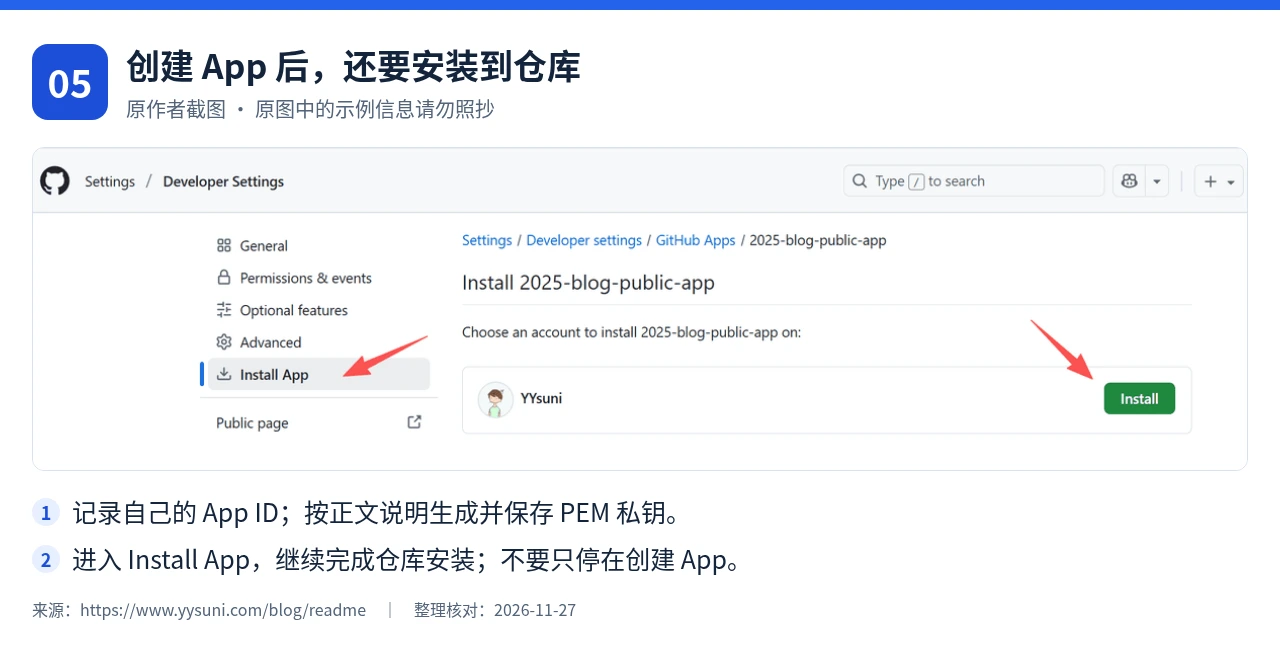 05
创建 App 后，还要安装到仓库
原作者截图 • 原图中的示例信息请勿照抄
Settings / Developer Settings
Type / to search
General
Permissions & events
Optional features
Advanced
Install App
Public page
Settings / Developer settings / GitHub Apps / 2025-blog-public-app
Install 2025-blog-public-app
Choose an account to install 2025-blog-public-app on:
YYsuni
Install
1 记录自己的 App ID；按正文说明生成并保存 PEM 私钥。
2 进入 Install App，继续完成仓库安装；不要只停在创建 App。
来源：https://www.yysuni.com/blog/readme | 整理核对：2026-11-27